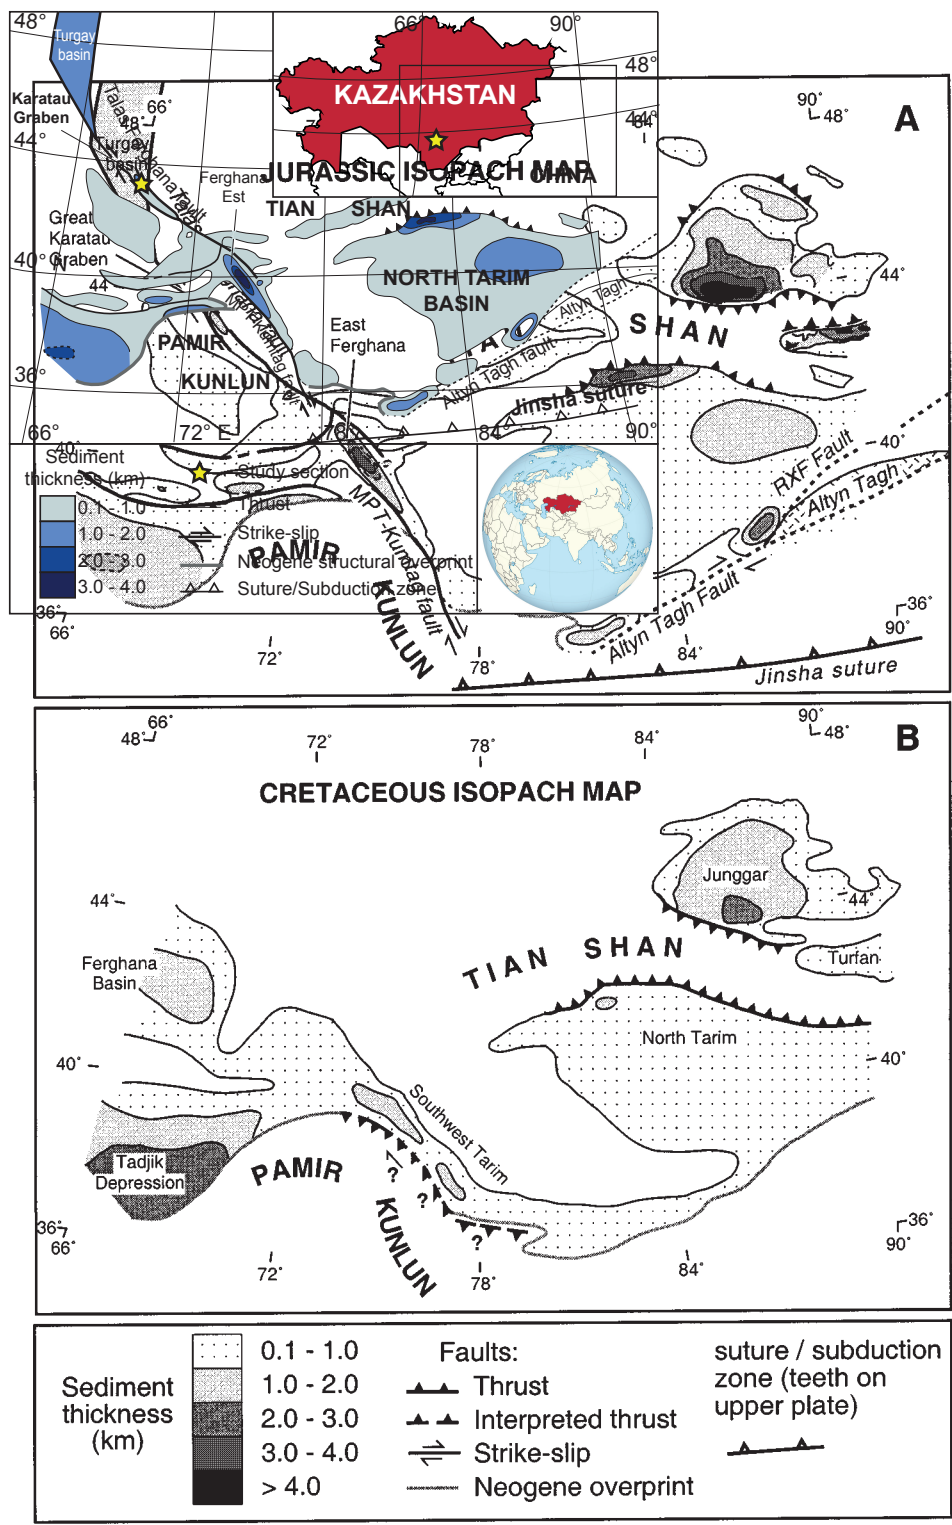 48°
66°
90°
Turgay
basin
48°
KAZAKHSTAN
Karatau
Graben
66°
48°
44°
84°
90°
48°
A
44°
Turgay
basin
JURASSIC ISOPACH MAP
CHINA
Ferghana
Est
Talas Ferghana fault
TIAN SHAN
Great
Karatau
Graben
40°
44°
44°
NORTH TARIM
BASIN
Altyn Tagh
SHAN
East
Ferghana
PAMIR
TA
36°
KUNLUN
Altyn Tagh fault
Jinsha suture
66°
72° E
78°
84°
90°
40°
40°
Sediment
thickness (km)
Study section
RXF Fault
Altyn Tagh
0.1 - 1.0
Thrust
1.0 - 2.0
Strike-slip
MPT-Kumtag fault
PAMIR
2.0 - 3.0
Neogene structural overprint
3.0 - 4.0
Suture/Subduction zone
KUNLUN
Altyn Tagh Fault
36°
66°
36°
90°
72°
78°
84°
Jinsha suture
66°
48°
72°
78°
84°
90°
48°
B
CRETACEOUS ISOPACH MAP
Junggar
44°
44°
TIAN SHAN
Turfan
Ferghana
Basin
North Tarim
40°
40°
Southwest Tarim
Tadjik
Depression
PAMIR
?
?
KUNLUN
?
36°
66°
36°
90°
72°
78°
84°
Sediment
thickness
(km)
0.1 - 1.0
1.0 - 2.0
2.0 - 3.0
3.0 - 4.0
> 4.0
Faults:
Thrust
Interpreted thrust
Strike-slip
Neogene overprint
suture / subduction
zone (teeth on
upper plate)